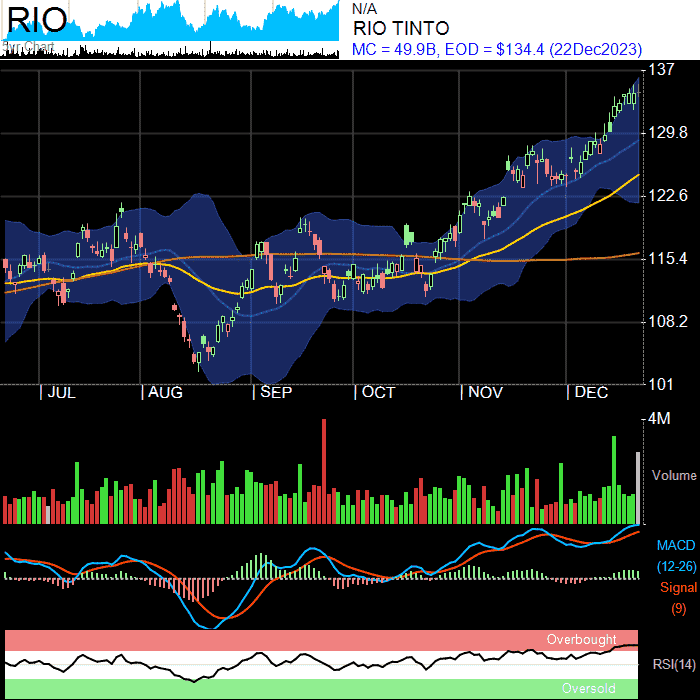 RIO
5yr Chart
N/A
RIO TINTO
MC = 49.9B, EOD = $134.4 (22Dec2023)
137
129.8
122.6
115.4
108.2
101
JUL AUG SEP OCT NOV DEC
4M
Volume
MACD
(12-26)
Signal
(9)
Overbought
RSI(14)
Oversold